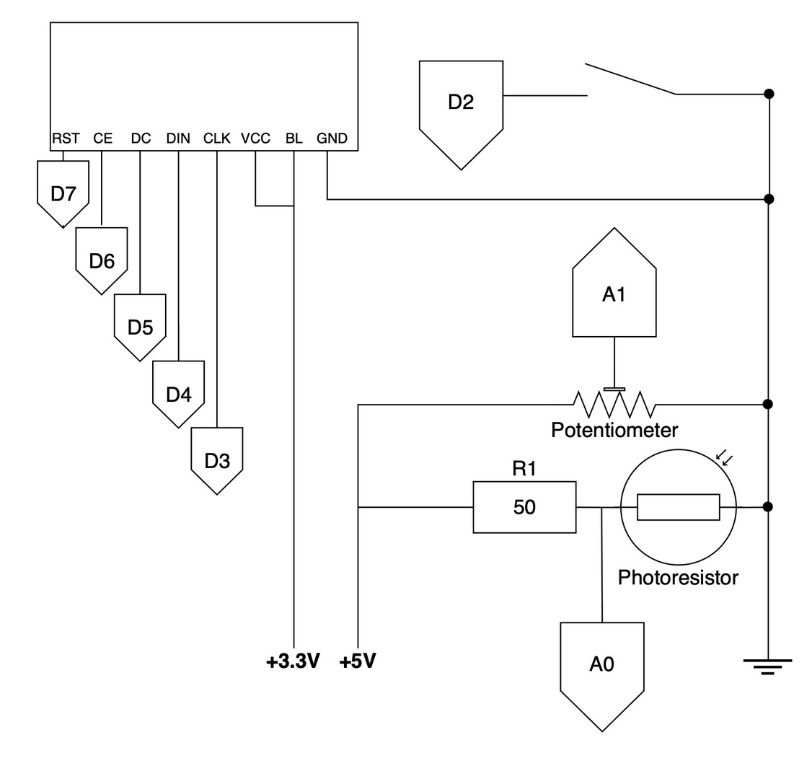 D2
RST CE DC DIN CLK VCC BL GND
D7
D6
A1
D5
D4
Potentiometer
D3
R1
50
Photoresistor
+3.3V +5V
A0